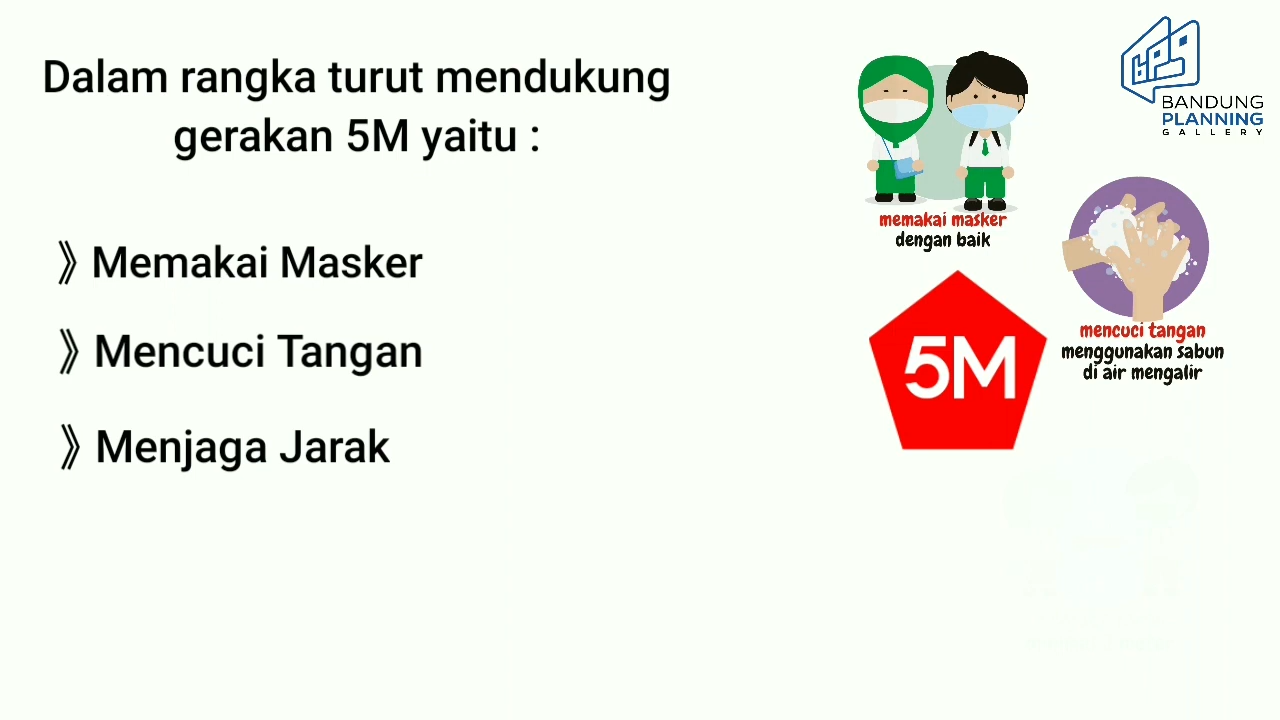 Dalam rangka turut mendukung
gerakan 5M yaitu :
》Memakai Masker
》Mencuci Tangan
》Menjaga Jarak
bpg
BANDUNG
PLANNING
GALLERY
memakai masker
dengan baik
mencuci tangan
menggunakan sabun
di air mengalir
5M